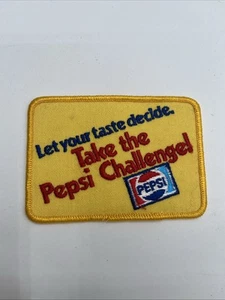 Let your taste decide.
Take the
Pepsi Challenge!
PEPSI